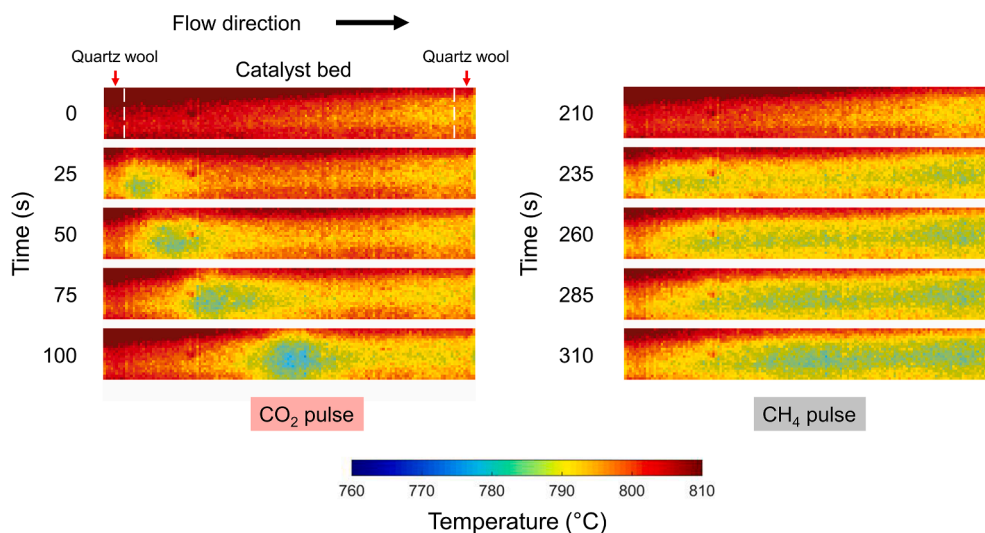 Flow direction
Quartz wool
Catalyst bed
Quartz wool
Time (s)
0
25
50
75
100
CO₂ pulse
Time (s)
210
235
260
285
310
CH₄ pulse
760 770 780 790 800 810
Temperature (°C)